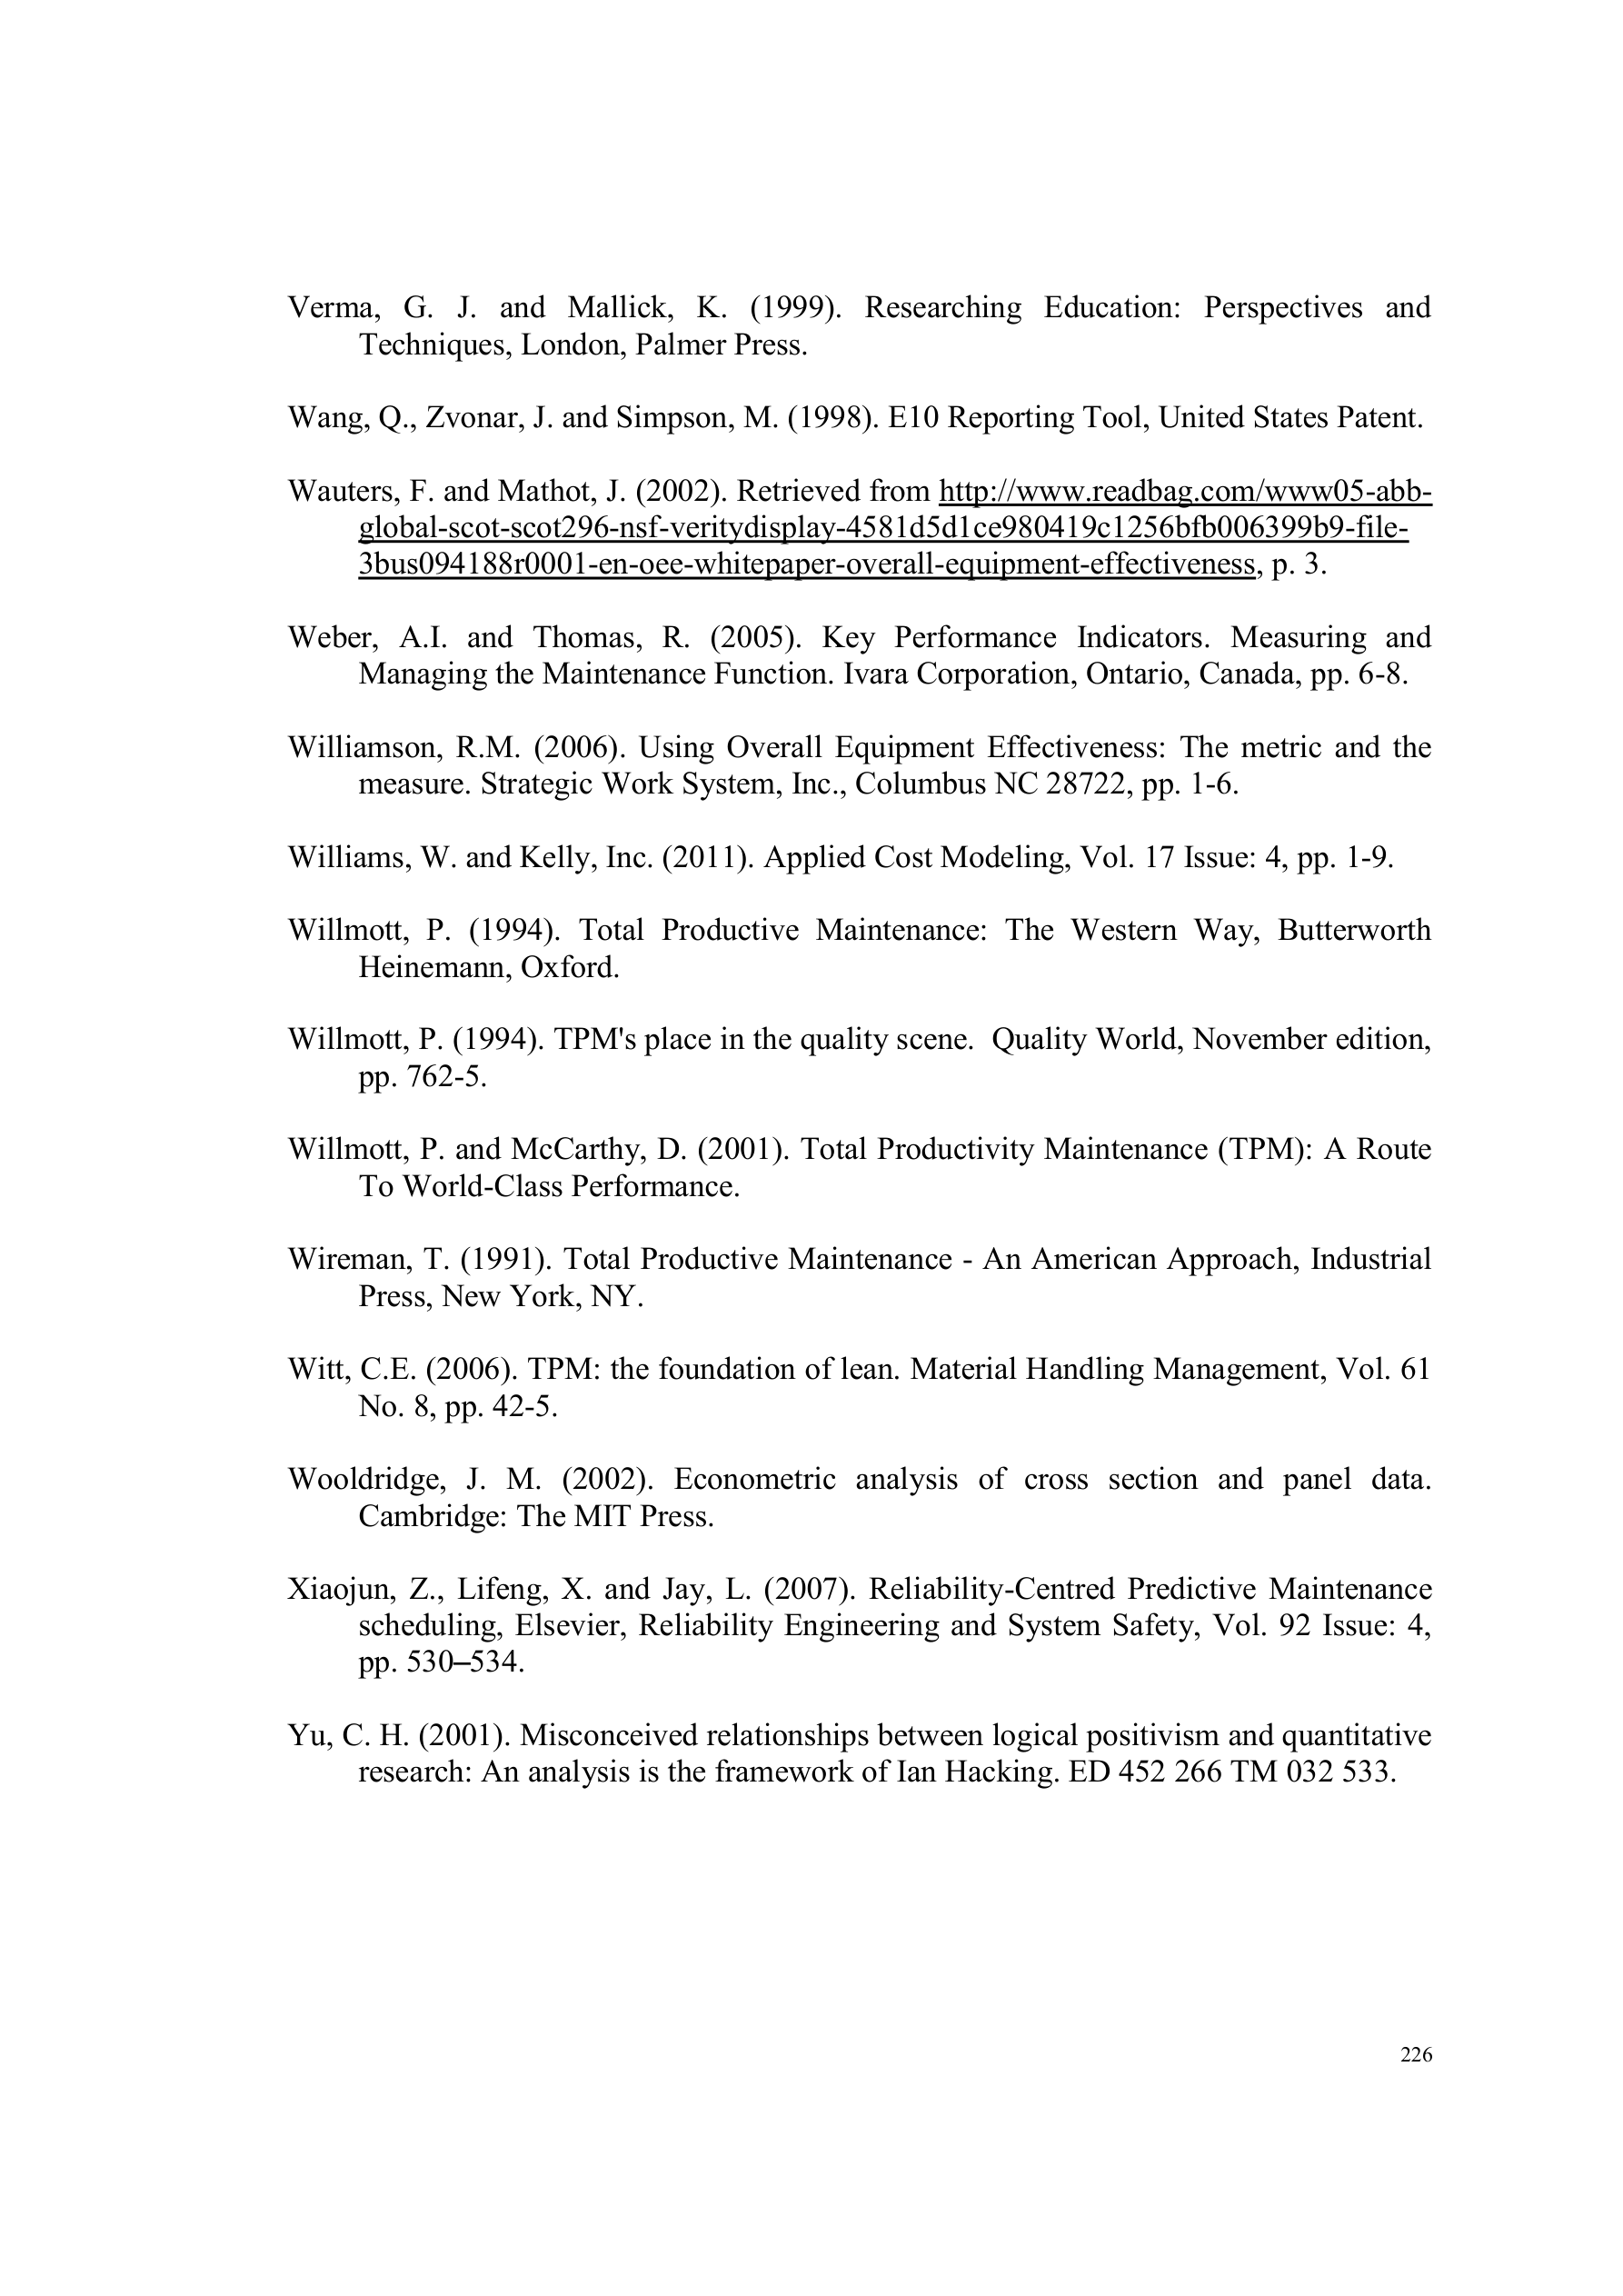 Verma, G. J. and Mallick, K. (1999). Researching Education: Perspectives and
Techniques, London, Palmer Press.
Wang, Q., Zvonar, J. and Simpson, M. (1998). E10 Reporting Tool, United States Patent.
Wauters, F. and Mathot, J. (2002). Retrieved from http://www.readbag.com/www05-abb-
global-scot-scot296-nsf-veritydisplay-4581d5d1ce980419c1256bfb006399b9-file-
3bus094188r0001-en-oee-whitepaper-overall-equipment-effectiveness, p. 3.
Weber, A.I. and Thomas, R. (2005). Key Performance Indicators. Measuring and
Managing the Maintenance Function. Ivara Corporation, Ontario, Canada, pp. 6-8.
Williamson, R.M. (2006). Using Overall Equipment Effectiveness: The metric and the
measure. Strategic Work System, Inc., Columbus NC 28722, pp. 1-6.
Williams, W. and Kelly, Inc. (2011). Applied Cost Modeling, Vol. 17 Issue: 4, pp. 1-9.
Willmott, P. (1994). Total Productive Maintenance: The Western Way, Butterworth
Heinemann, Oxford.
Willmott, P. (1994). TPM's place in the quality scene.  Quality World, November edition,
pp. 762-5.
Willmott, P. and McCarthy, D. (2001). Total Productivity Maintenance (TPM): A Route
To World-Class Performance.
Wireman, T. (1991). Total Productive Maintenance - An American Approach, Industrial
Press, New York, NY.
Witt, C.E. (2006). TPM: the foundation of lean. Material Handling Management, Vol. 61
No. 8, pp. 42-5.
Wooldridge, J. M. (2002). Econometric analysis of cross section and panel data.
Cambridge: The MIT Press.
Xiaojun, Z., Lifeng, X. and Jay, L. (2007). Reliability-Centred Predictive Maintenance
scheduling, Elsevier, Reliability Engineering and System Safety, Vol. 92 Issue: 4,
pp. 530–534.
Yu, C. H. (2001). Misconceived relationships between logical positivism and quantitative
research: An analysis is the framework of Ian Hacking. ED 452 266 TM 032 533.
226